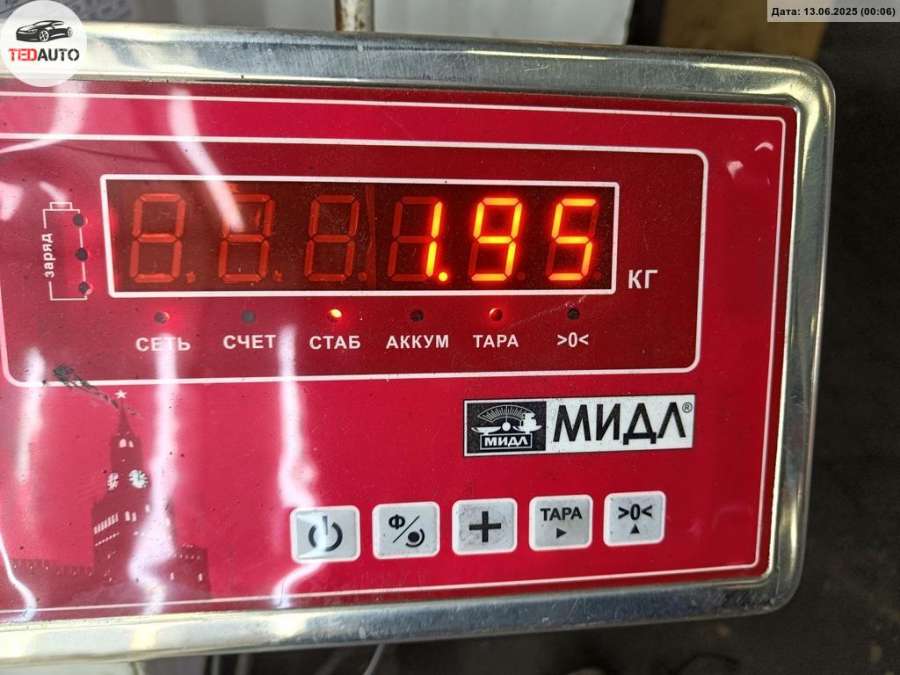 TEDAUTO
Дата: 13.06.2025 (00:06)
заряд
1.95
КГ
СЕТЬ СЧЕТ СТАБ АККУМ ТАРА >0<
МИДЛ
МИДЛ®
Ф/ + ТАРА >0<